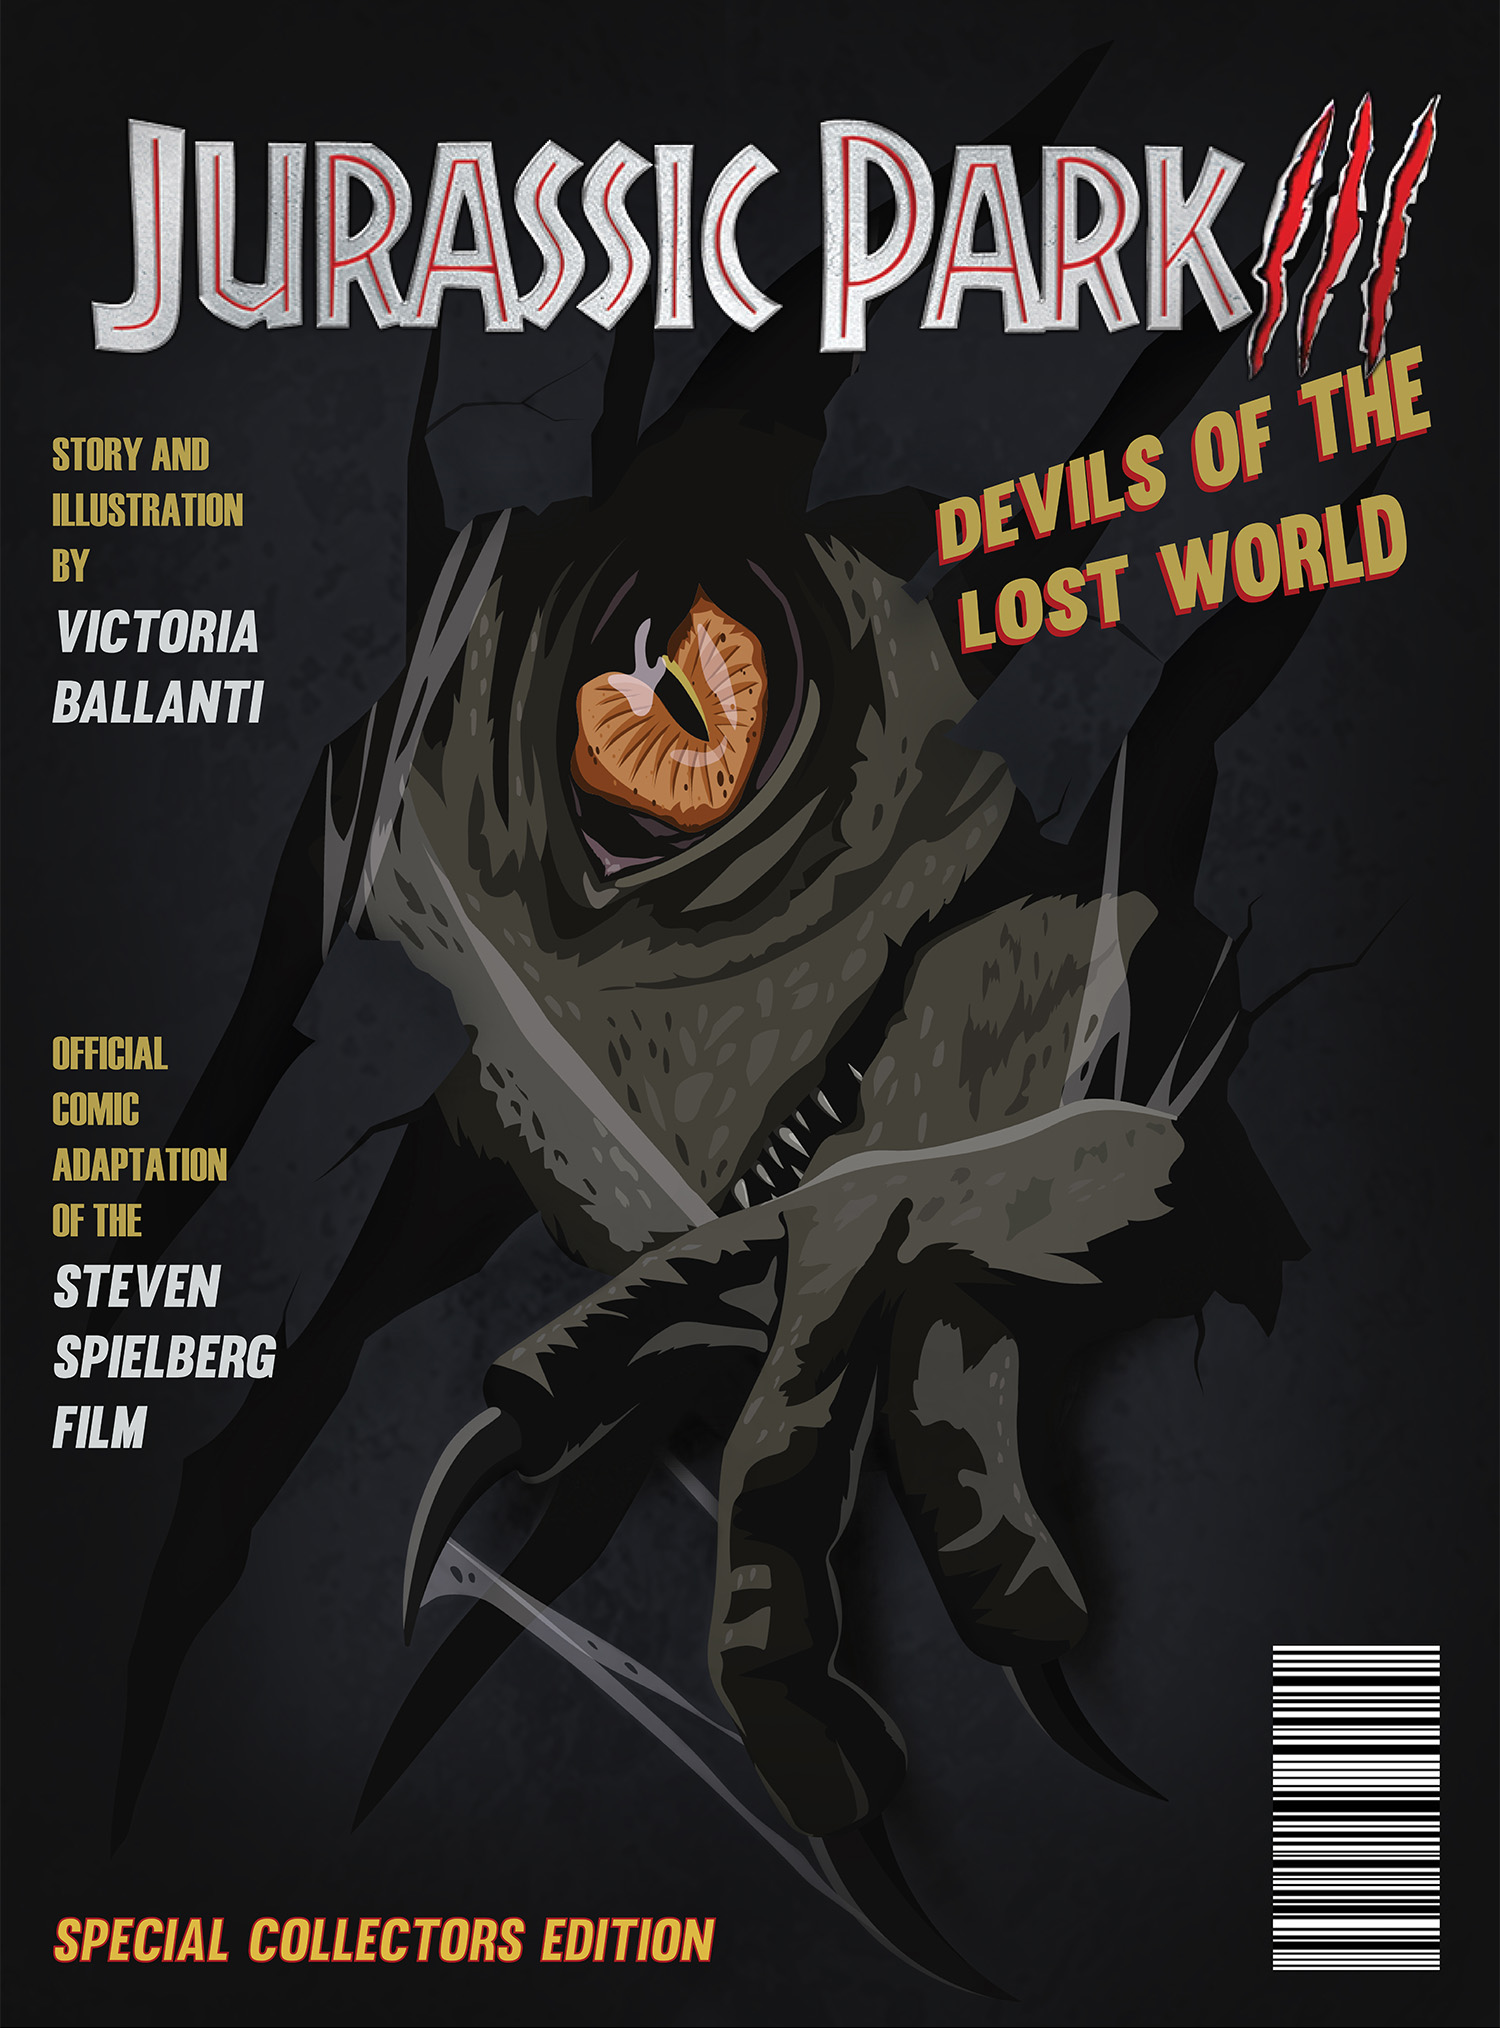 JURASSIC PARK III
DEVILS OF THE
LOST WORLD
STORY AND
ILLUSTRATION
BY
VICTORIA
BALLANTI
OFFICIAL
COMIC
ADAPTATION
OF THE
STEVEN
SPIELBERG
FILM
SPECIAL COLLECTORS EDITION